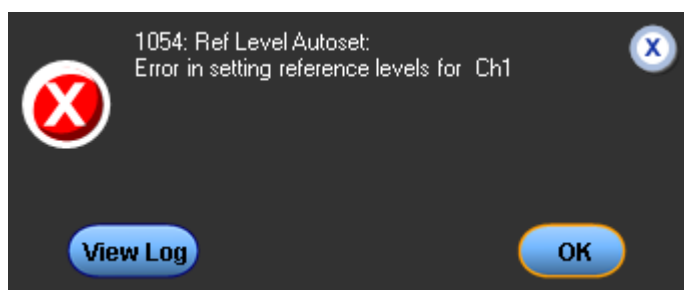 1054: Ref Level Autoset:
Error in setting reference levels for Ch1
X
X
View Log
OK